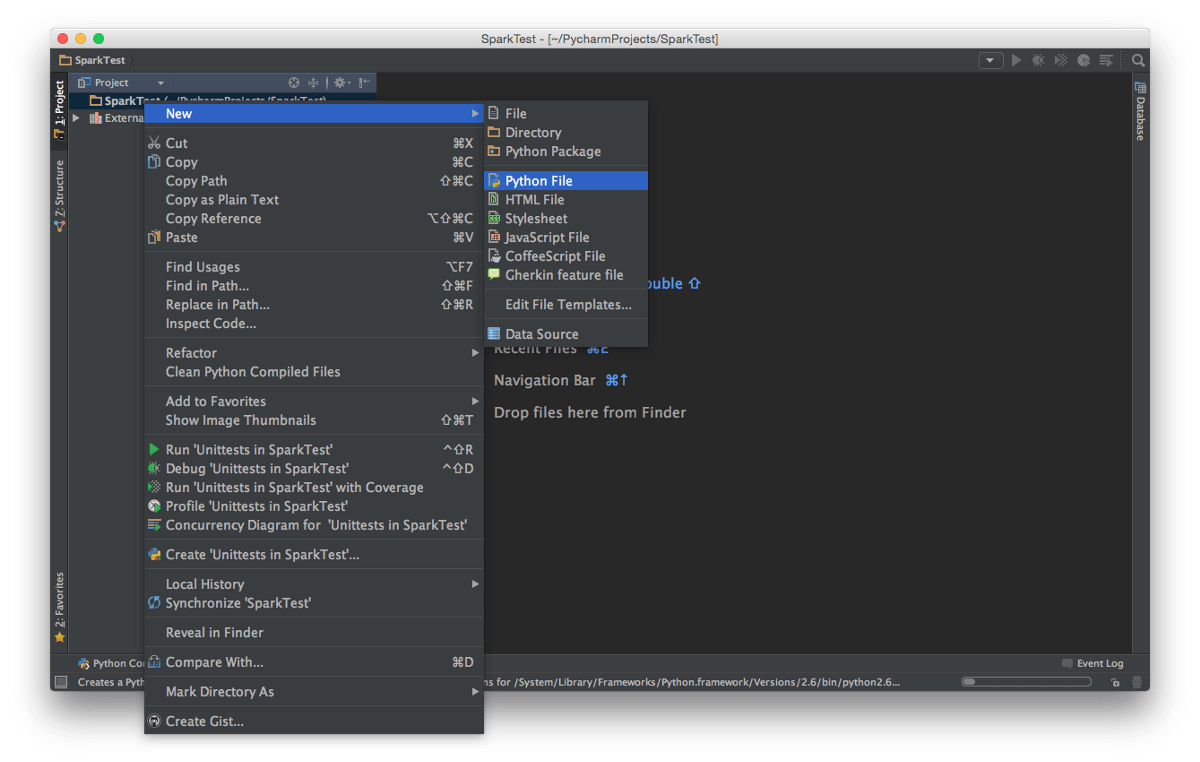 SparkTest - [~/PycharmProjects/SparkTest]
SparkTest
Project
SparkTest (~/PycharmProjects/SparkTest)
Externa
1: Project
Z: Structure
2: Favorites
Database
New
Cut ⌘X
Copy ⌘C
Copy Path ⇧⌘C
Copy as Plain Text
Copy Reference ⌥⇧⌘C
Paste ⌘V
Find Usages ⌥F7
Find in Path... ⇧⌘F
Replace in Path... ⇧⌘R
Inspect Code...
Refactor
Clean Python Compiled Files
Add to Favorites
Show Image Thumbnails ⇧⌘T
Run 'Unittests in SparkTest' ^⇧R
Debug 'Unittests in SparkTest' ^⇧D
Run 'Unittests in SparkTest' with Coverage
Profile 'Unittests in SparkTest'
Concurrency Diagram for 'Unittests in SparkTest'
Create 'Unittests in SparkTest'...
Local History
Synchronize 'SparkTest'
Reveal in Finder
Compare With... ⌘D
Mark Directory As
Create Gist...
File
Directory
Python Package
Python File
HTML File
Stylesheet
JavaScript File
CoffeeScript File
Gherkin feature file
Edit File Templates...
Data Source
ouble ⇧
Recent Files ⌘E
Navigation Bar ⌘↑
Drop files here from Finder
Python Co
Event Log
Creates a Pyth
ns for /System/Library/Frameworks/Python.framework/Versions/2.6/bin/python2.6...